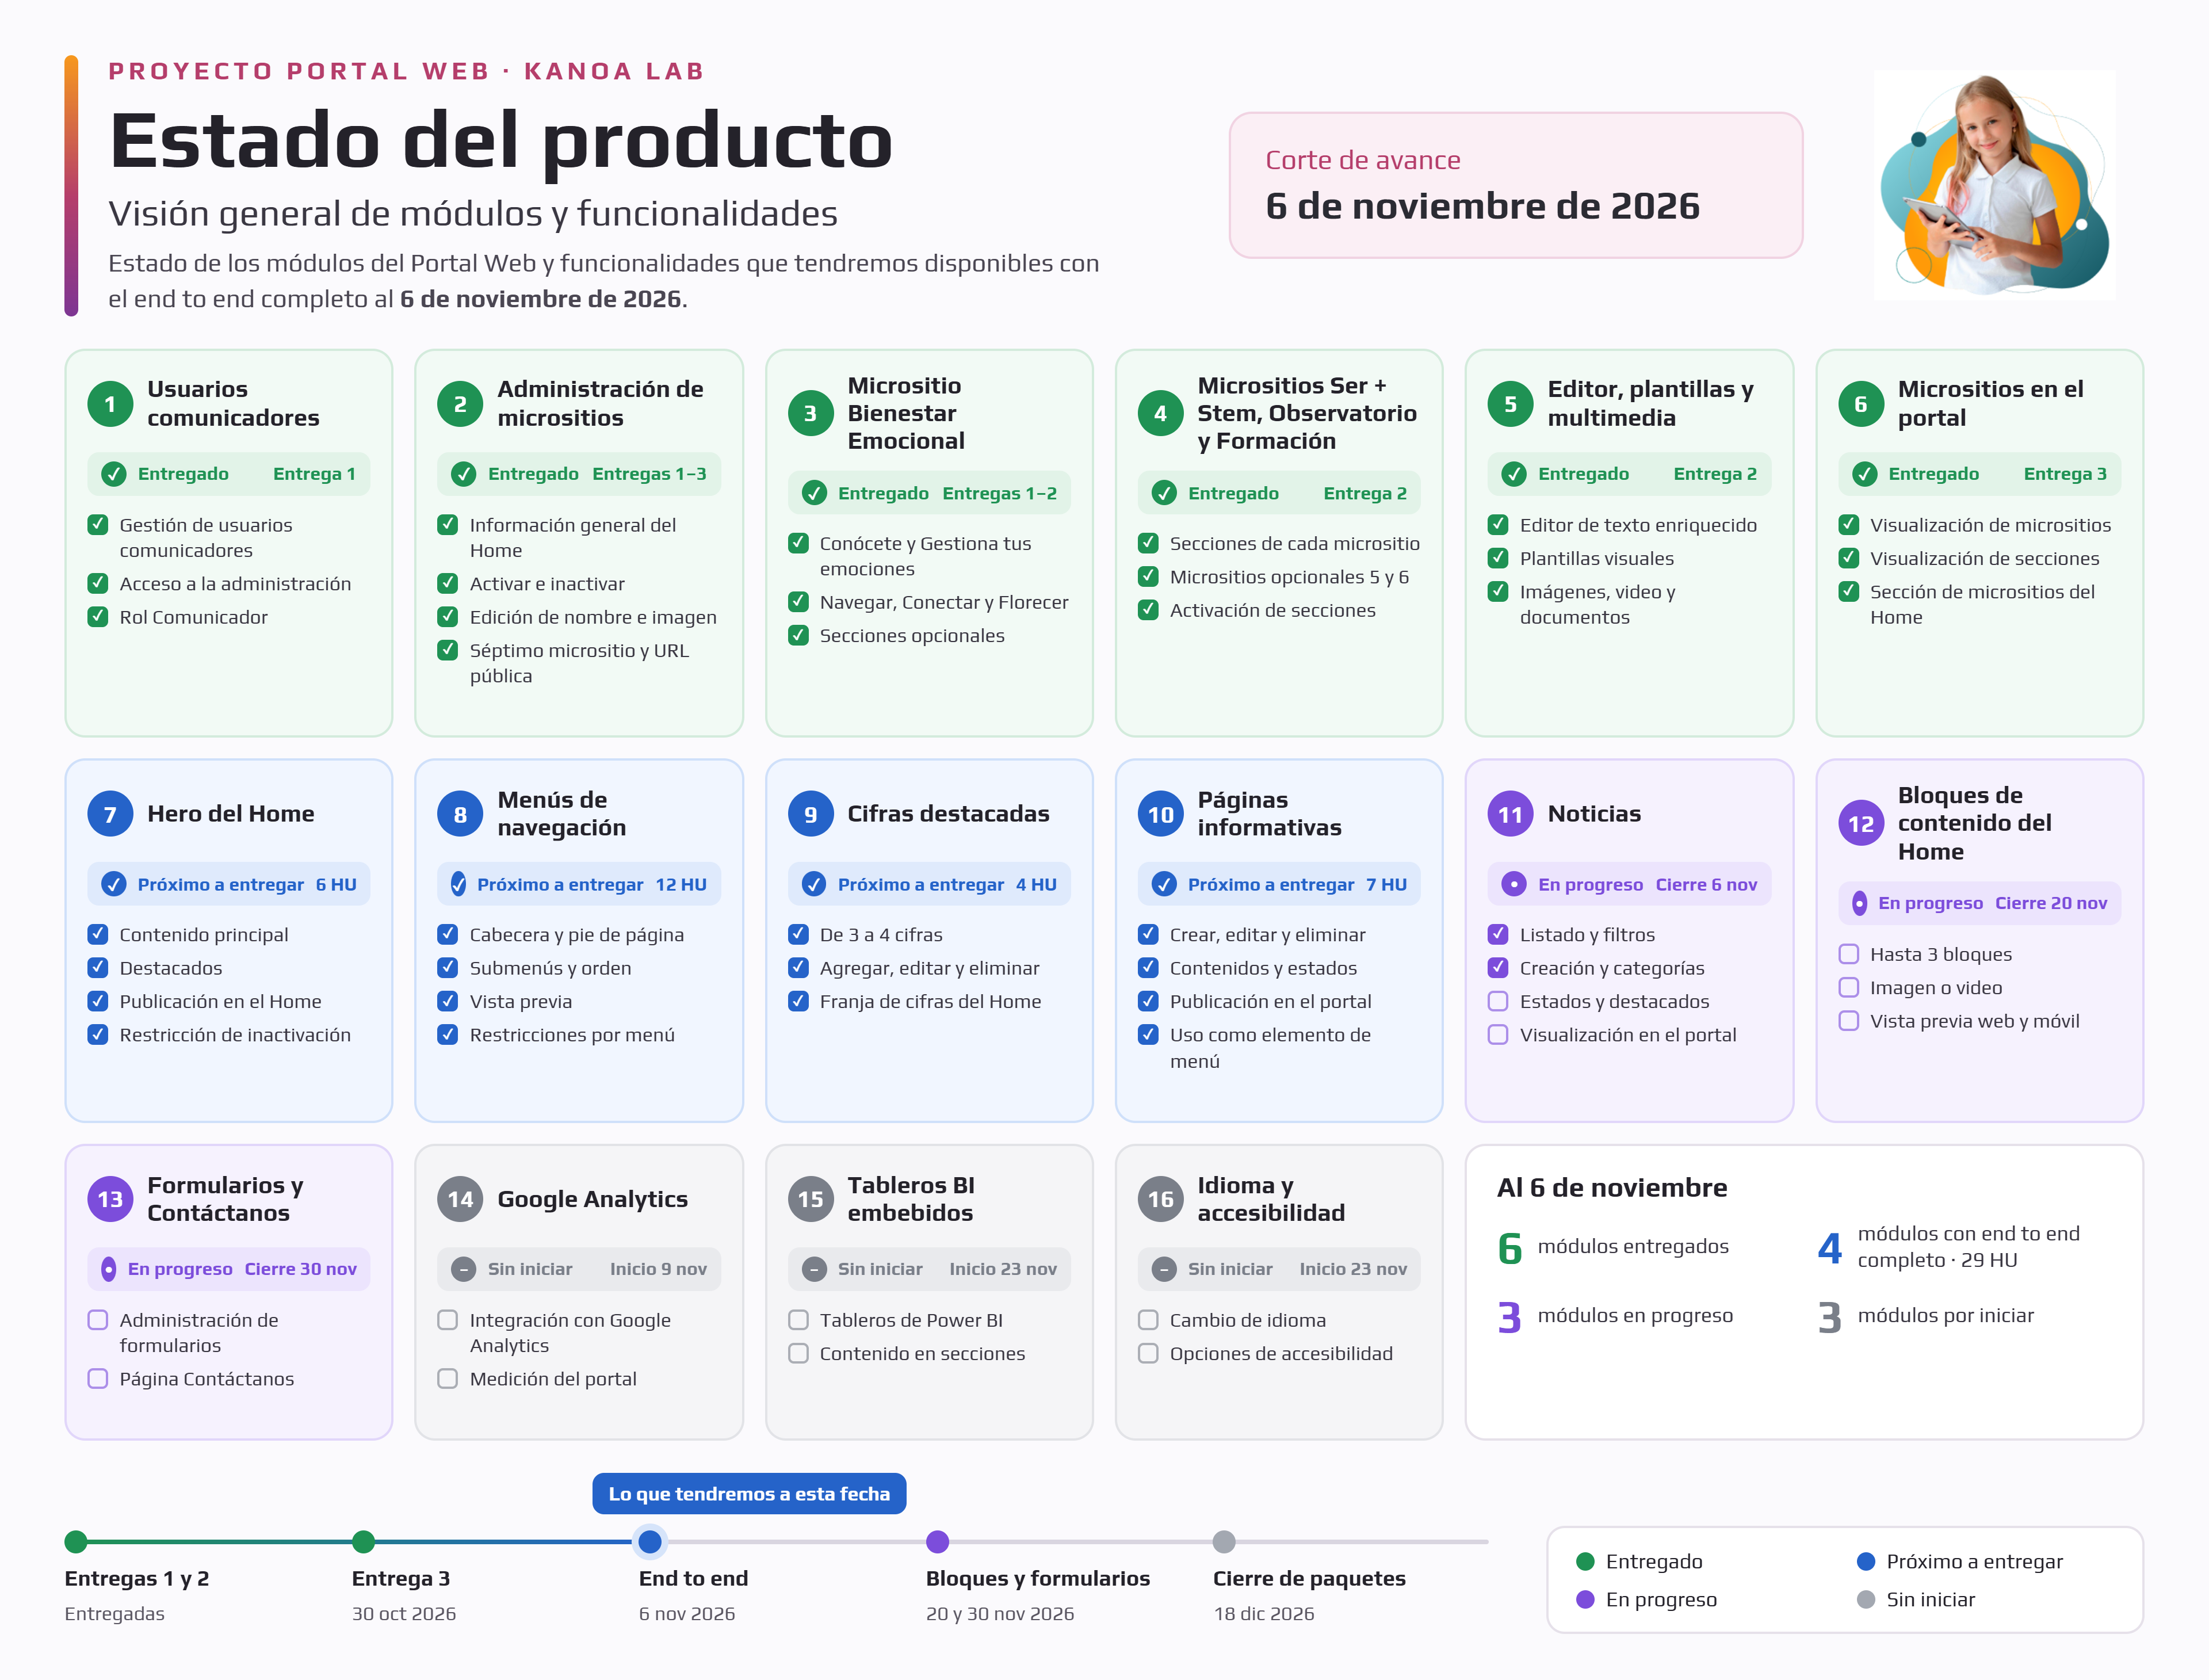 PROYECTO PORTAL WEB · KANOA LAB
Estado del producto
Visión general de módulos y funcionalidades
Estado de los módulos del Portal Web y funcionalidades que tendremos disponibles con
el end to end completo al 6 de noviembre de 2026.
Corte de avance
6 de noviembre de 2026
1
Usuarios
comunicadores
Entregado Entrega 1
Gestión de usuarios
comunicadores
Acceso a la administración
Rol Comunicador
2
Administración de
micrositios
Entregado Entregas 1–3
Información general del
Home
Activar e inactivar
Edición de nombre e imagen
Séptimo micrositio y URL
pública
3
Micrositio
Bienestar
Emocional
Entregado Entregas 1–2
Conócete y Gestiona tus
emociones
Navegar, Conectar y Florecer
Secciones opcionales
4
Micrositios Ser +
Stem, Observatorio
y Formación
Entregado Entrega 2
Secciones de cada micrositio
Micrositios opcionales 5 y 6
Activación de secciones
5
Editor, plantillas y
multimedia
Entregado Entrega 2
Editor de texto enriquecido
Plantillas visuales
Imágenes, video y
documentos
6
Micrositios en el
portal
Entregado Entrega 3
Visualización de micrositios
Visualización de secciones
Sección de micrositios del
Home
7
Hero del Home
Próximo a entregar 6 HU
Contenido principal
Destacados
Publicación en el Home
Restricción de inactivación
8
Menús de
navegación
Próximo a entregar 12 HU
Cabecera y pie de página
Submenús y orden
Vista previa
Restricciones por menú
9
Cifras destacadas
Próximo a entregar 4 HU
De 3 a 4 cifras
Agregar, editar y eliminar
Franja de cifras del Home
10
Páginas
informativas
Próximo a entregar 7 HU
Crear, editar y eliminar
Contenidos y estados
Publicación en el portal
Uso como elemento de
menú
11
Noticias
En progreso Cierre 6 nov
Listado y filtros
Creación y categorías
Estados y destacados
Visualización en el portal
12
Bloques de
contenido del
Home
En progreso Cierre 20 nov
Hasta 3 bloques
Imagen o video
Vista previa web y móvil
13
Formularios y
Contáctanos
En progreso Cierre 30 nov
Administración de
formularios
Página Contáctanos
14
Google Analytics
Sin iniciar Inicio 9 nov
Integración con Google
Analytics
Medición del portal
15
Tableros BI
embebidos
Sin iniciar Inicio 23 nov
Tableros de Power BI
Contenido en secciones
16
Idioma y
accesibilidad
Sin iniciar Inicio 23 nov
Cambio de idioma
Opciones de accesibilidad
Al 6 de noviembre
6 módulos entregados
4 módulos con end to end
completo · 29 HU
3 módulos en progreso
3 módulos por iniciar
Lo que tendremos a esta fecha
Entregas 1 y 2
Entregadas
Entrega 3
30 oct 2026
End to end
6 nov 2026
Bloques y formularios
20 y 30 nov 2026
Cierre de paquetes
18 dic 2026
Entregado
Próximo a entregar
En progreso
Sin iniciar